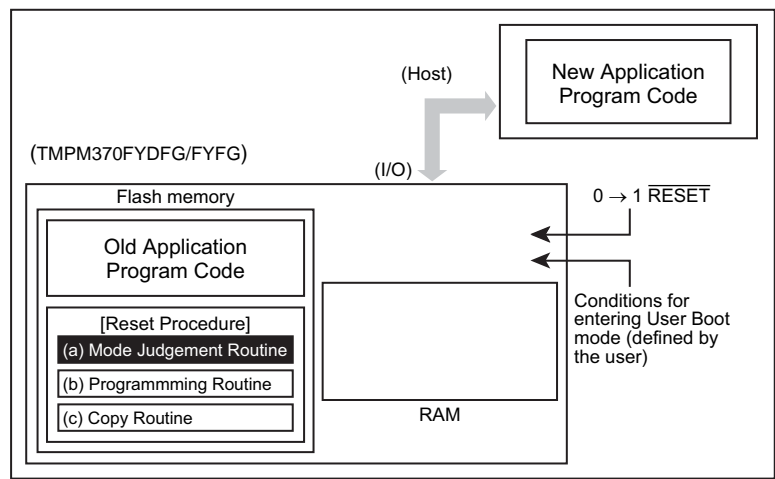 (Host)
New Application
Program Code
(TMPM370FYDFG/FYFG)
(I/O)
Flash memory
0 → 1 RESET
Old Application
Program Code
[Reset Procedure]
(a) Mode Judgement Routine
(b) Programmming Routine
(c) Copy Routine
RAM
Conditions for
entering User Boot
mode (defined by
the user)